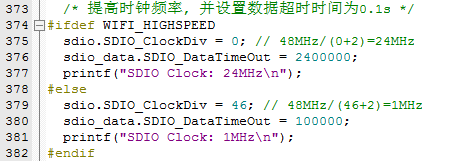 373 /* 提高时钟频率，并设置数据超时时间为0.1s */
374 #ifdef WIFI_HIGHSPEED
375 sdio.SDIO_ClockDiv = 0; // 48MHz/(0+2)=24MHz
376 sdio_data.SDIO_DataTimeOut = 2400000;
377 printf("SDIO Clock: 24MHz\n");
378 #else
379 sdio.SDIO_ClockDiv = 46; // 48MHz/(46+2)=1MHz
380 sdio_data.SDIO_DataTimeOut = 100000;
381 printf("SDIO Clock: 1MHz\n");
382 #endif